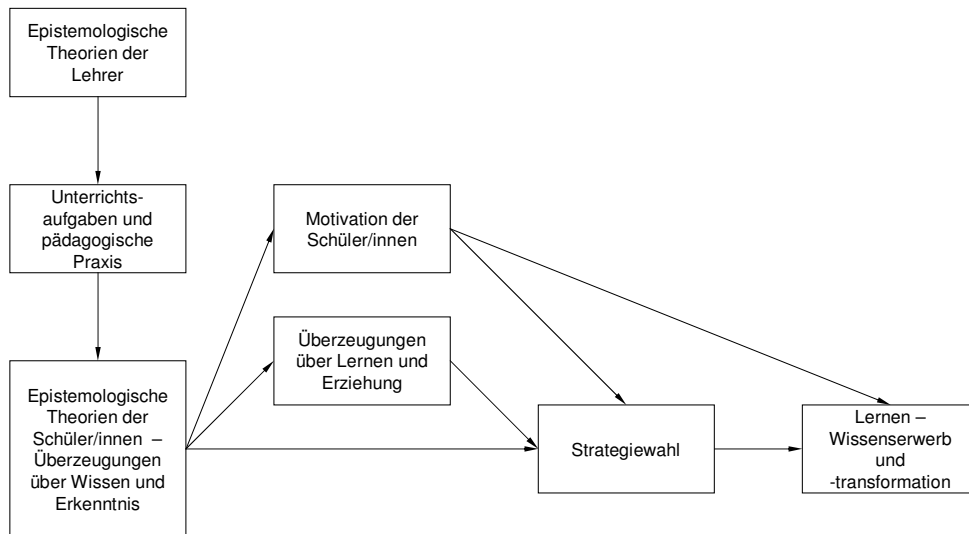 Epistemologische
Theorien der
Lehrer
Unterrichts-
aufgaben und
pädagogische
Praxis
Motivation der
Schüler/innen
Überzeugungen
über Lernen und
Erziehung
Epistemologische
Theorien der
Schüler/innen –
Überzeugungen
über Wissen und
Erkenntnis
Strategiewahl
Lernen –
Wissenserwerb
und
-transformation